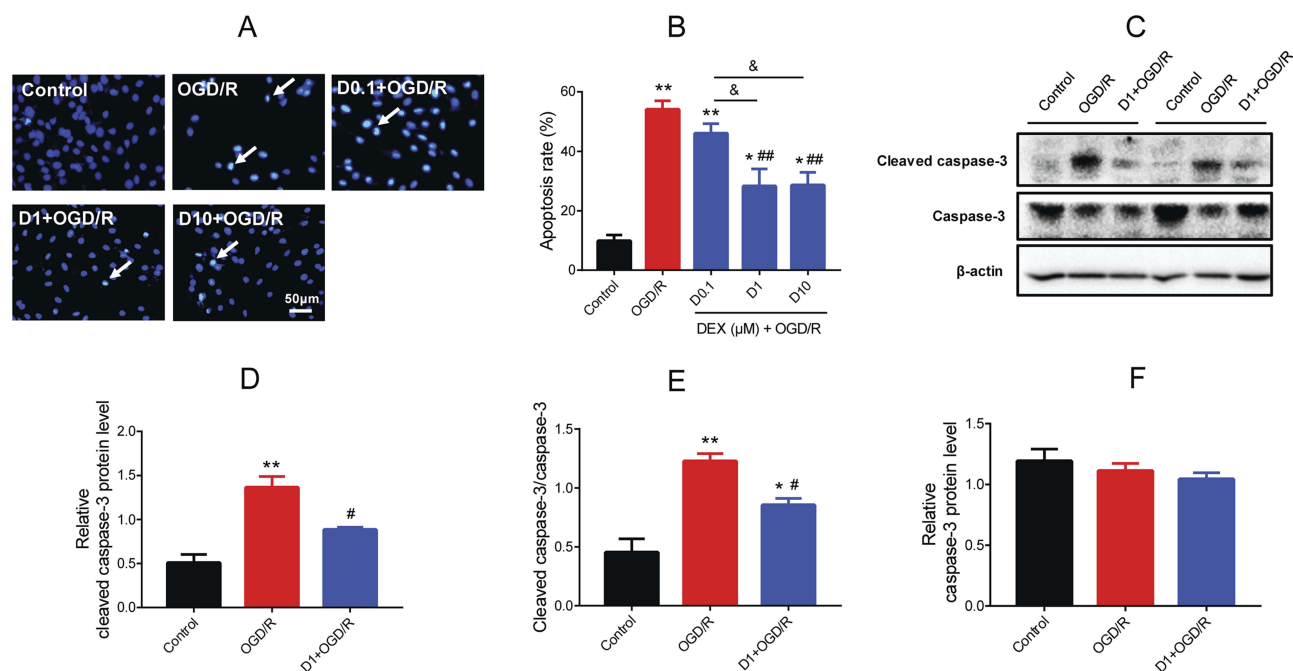 A
Control
OGD/R
D0.1+OGD/R
D1+OGD/R
D10+OGD/R
50μm
B
Apoptosis rate (%)
60
40
20
0
**
**
* ##
* ##
&
&
Control
OGD/R
D0.1
D1
D10
DEX (μM) + OGD/R
C
Control
OGD/R
D1+OGD/R
Control
OGD/R
D1+OGD/R
Cleaved caspase-3
Caspase-3
β-actin
D
Relative
cleaved caspase-3 protein level
2.0
1.5
1.0
0.5
0.0
**
#
Control
OGD/R
D1+OGD/R
E
Cleaved caspase-3/caspase-3
1.5
1.0
0.5
0.0
**
* #
Control
OGD/R
D1+OGD/R
F
Relative
caspase-3 protein level
1.5
1.0
0.5
0.0
Control
OGD/R
D1+OGD/R